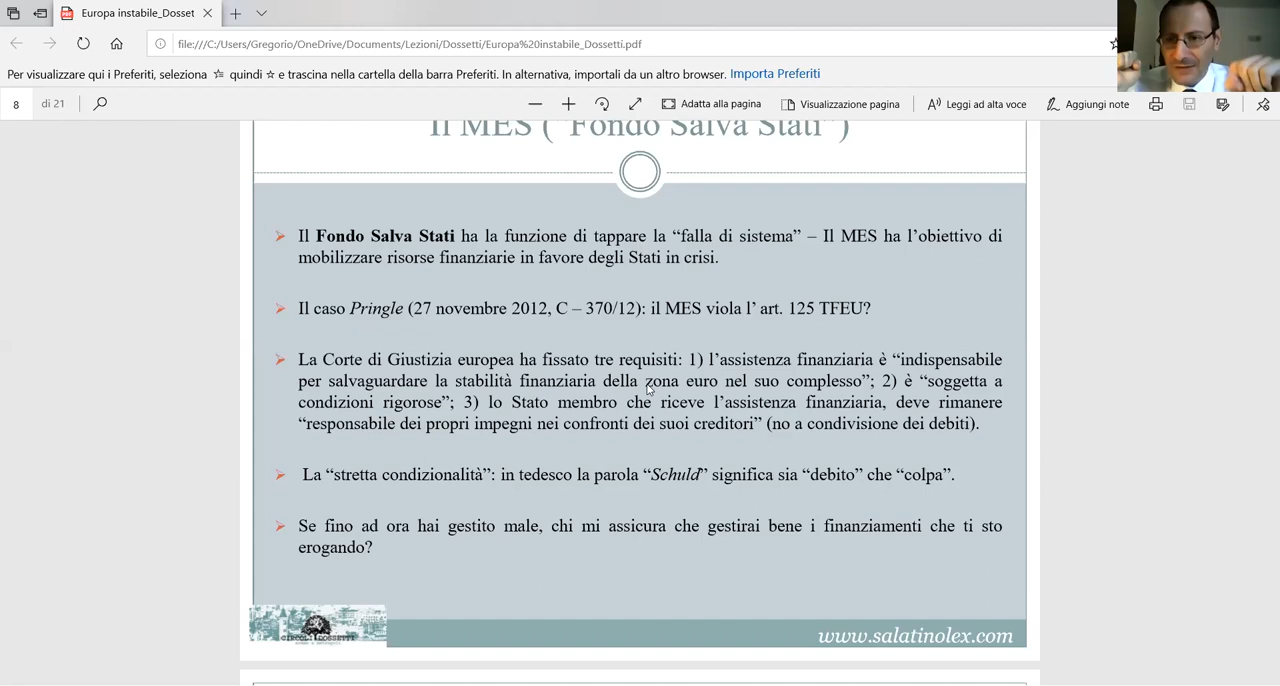 Europa instabile_Dosset
file:///C:/Users/Gregorio/OneDrive/Documents/Lezioni/Dossetti/Europa%20instabile_Dossetti.pdf
Per visualizzare qui i Preferiti, seleziona quindi e trascina nella cartella della barra Preferiti. In alternativa, importali da un altro browser. Importa Preferiti
8 di 21 Adatta alla pagina Visualizzazione pagina Leggi ad alta voce Aggiungi note
Il MES ("Fondo Salva Stati")
Il Fondo Salva Stati ha la funzione di tappare la “falla di sistema” – Il MES ha l’obiettivo di
mobilizzare risorse finanziarie in favore degli Stati in crisi.
Il caso Pringle (27 novembre 2012, C – 370/12): il MES viola l’ art. 125 TFEU?
La Corte di Giustizia europea ha fissato tre requisiti: 1) l’assistenza finanziaria è “indispensabile
per salvaguardare la stabilità finanziaria della zona euro nel suo complesso”; 2) è “soggetta a
condizioni rigorose”; 3) lo Stato membro che riceve l’assistenza finanziaria, deve rimanere
“responsabile dei propri impegni nei confronti dei suoi creditori” (no a condivisione dei debiti).
La “stretta condizionalità”: in tedesco la parola “Schuld” significa sia “debito” che “colpa”.
Se fino ad ora hai gestito male, chi mi assicura che gestirai bene i finanziamenti che ti sto
erogando?
www.salatinolex.com